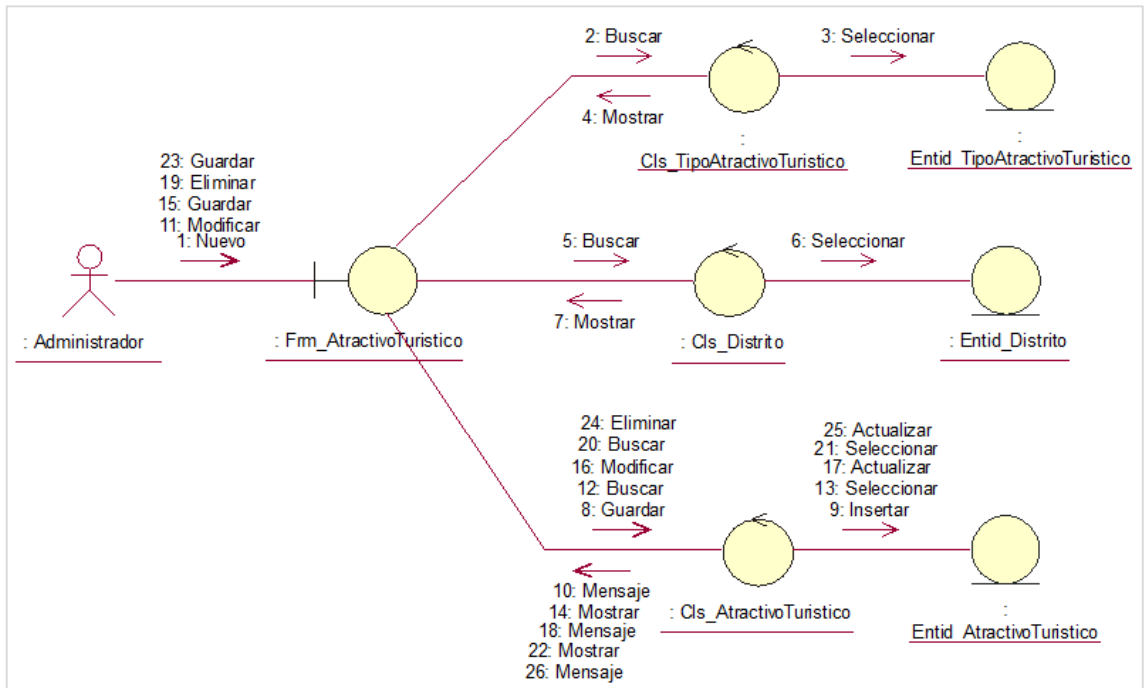 2: Buscar
3: Seleccionar
4: Mostrar
:
Cls_TipoAtractivoTuristico
:
Entid_TipoAtractivoTuristico
23: Guardar
19: Eliminar
15: Guardar
11: Modificar
1: Nuevo
5: Buscar
6: Seleccionar
7: Mostrar
: Administrador
: Frm_AtractivoTuristico
: Cls_Distrito
: Entid_Distrito
24: Eliminar
20: Buscar
16: Modificar
12: Buscar
8: Guardar
25: Actualizar
21: Seleccionar
17: Actualizar
13: Seleccionar
9: Insertar
10: Mensaje
14: Mostrar
18: Mensaje
22: Mostrar
26: Mensaje
: Cls_AtractivoTuristico
:
Entid_AtractivoTuristico